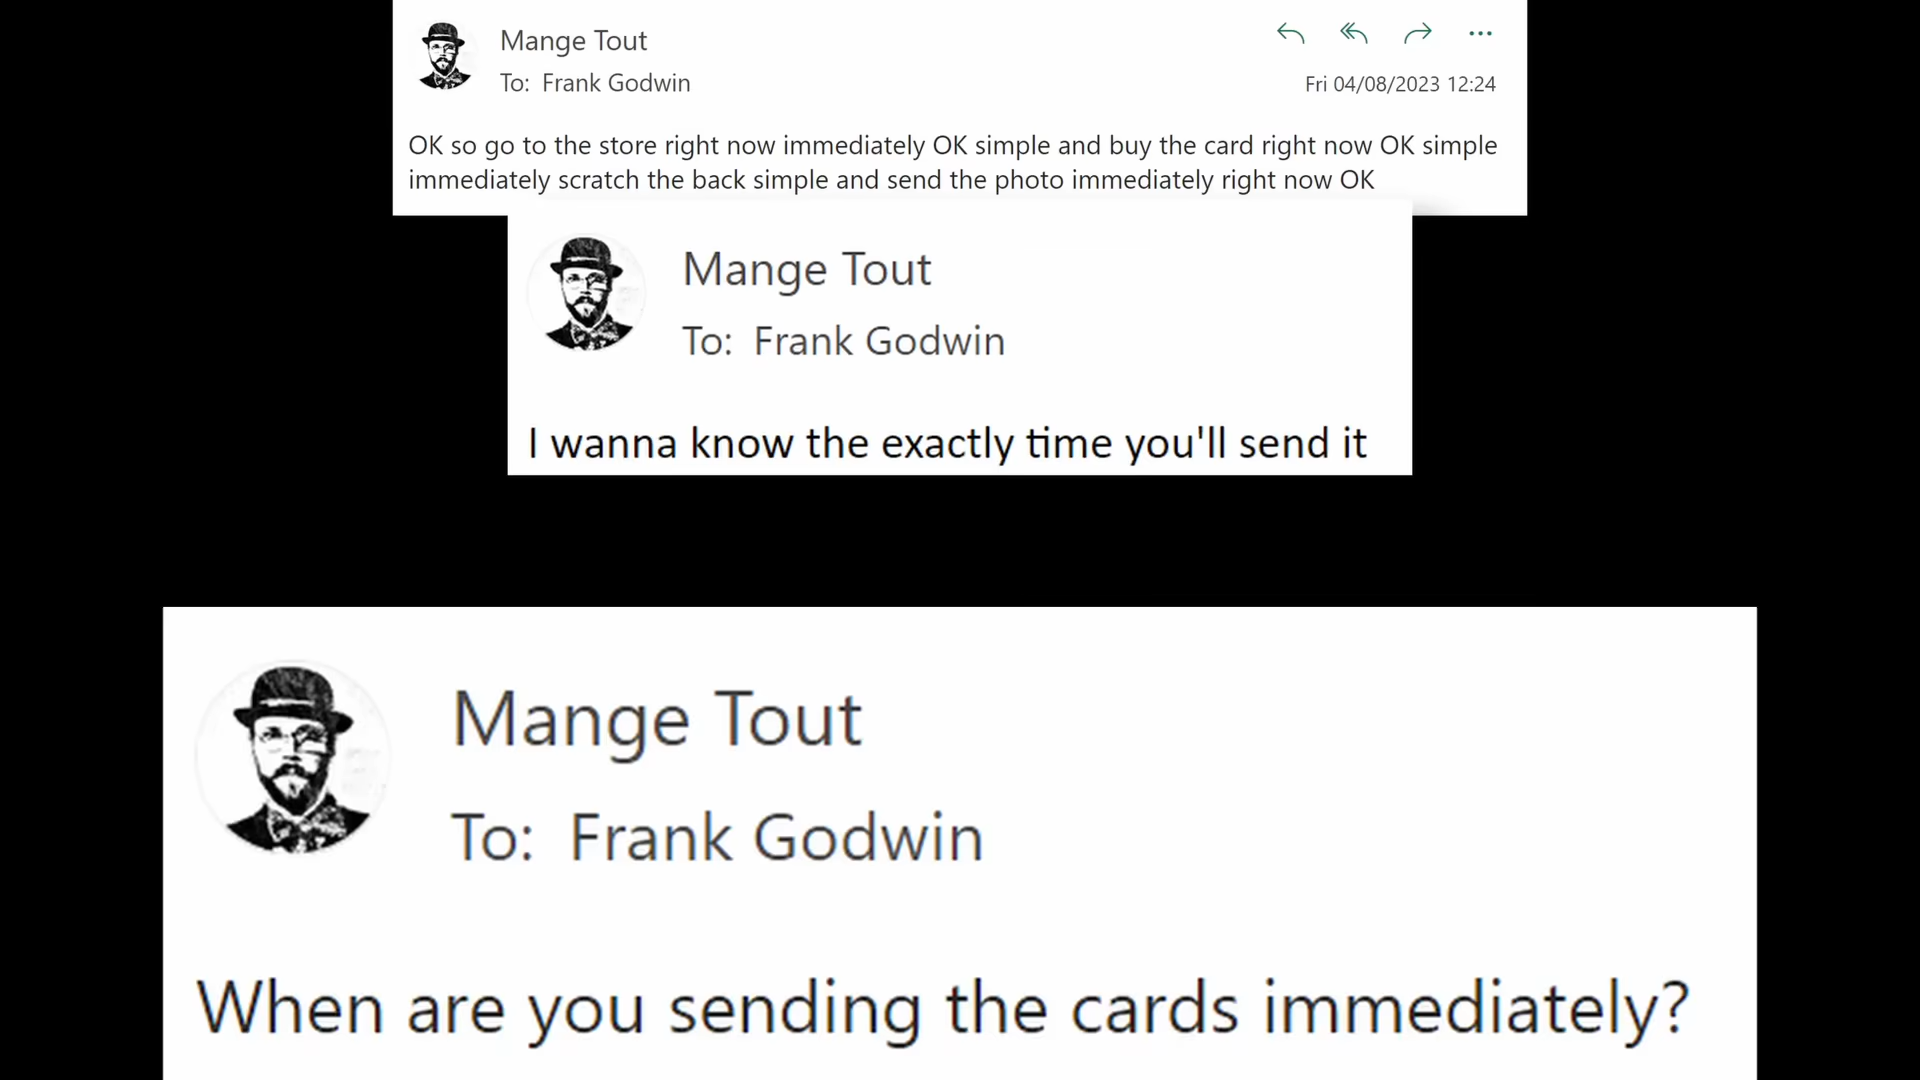 Mange Tout
To: Frank Godwin
Fri 04/08/2023 12:24
OK so go to the store right now immediately OK simple and buy the card right now OK simple
immediately scratch the back simple and send the photo immediately right now OK
Mange Tout
To: Frank Godwin
I wanna know the exactly time you'll send it
Mange Tout
To: Frank Godwin
When are you sending the cards immediately?